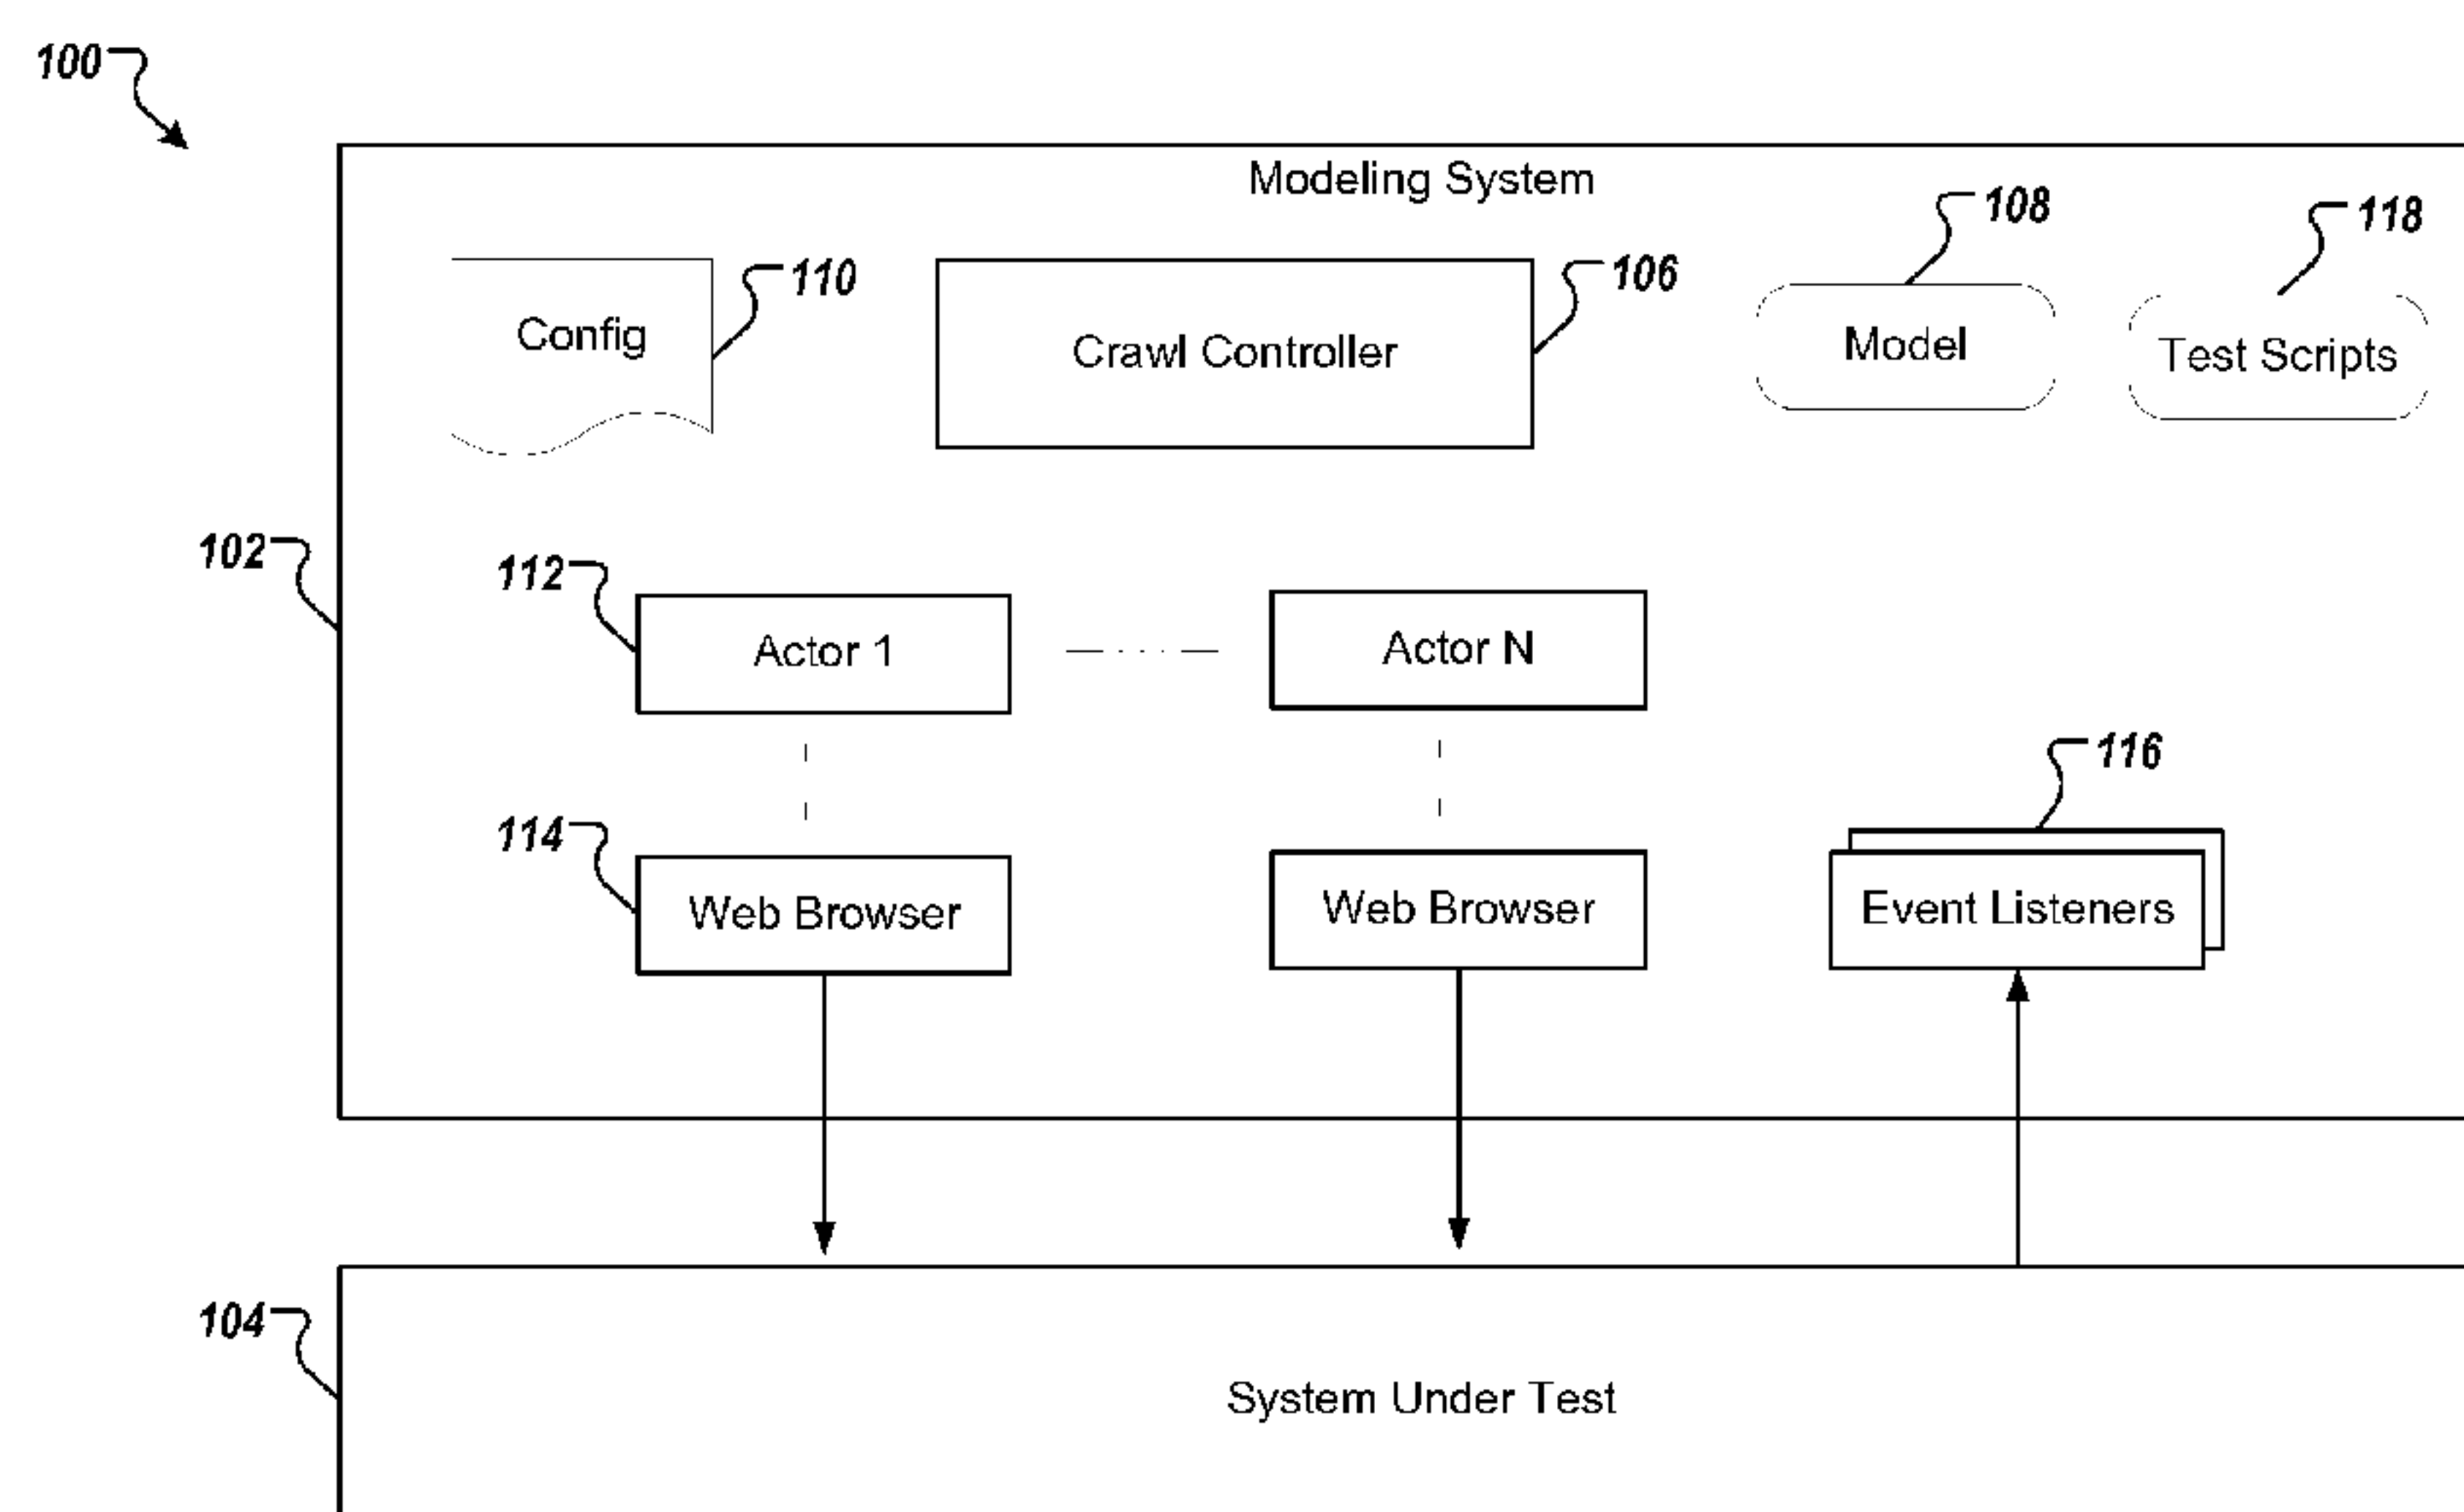 100
Modeling System
108
118
110
106
Config
Crawl Controller
Model
Test Scripts
102
112
Actor 1
Actor N
116
114
Web Browser
Web Browser
Event Listeners
104
System Under Test